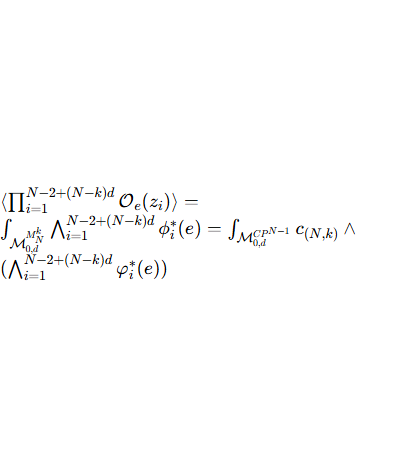 ⟨∏_{i=1}^{N−2+(N−k)d} 𝒪_e(z_i)⟩ =
∫_{ℳ_{0,d}^{M_N^k}} ⋀_{i=1}^{N−2+(N−k)d} ϕ_i^*(e) = ∫_{ℳ_{0,d}^{CP^{N−1}}} c_{(N,k)} ∧
(⋀_{i=1}^{N−2+(N−k)d} φ_i^*(e))